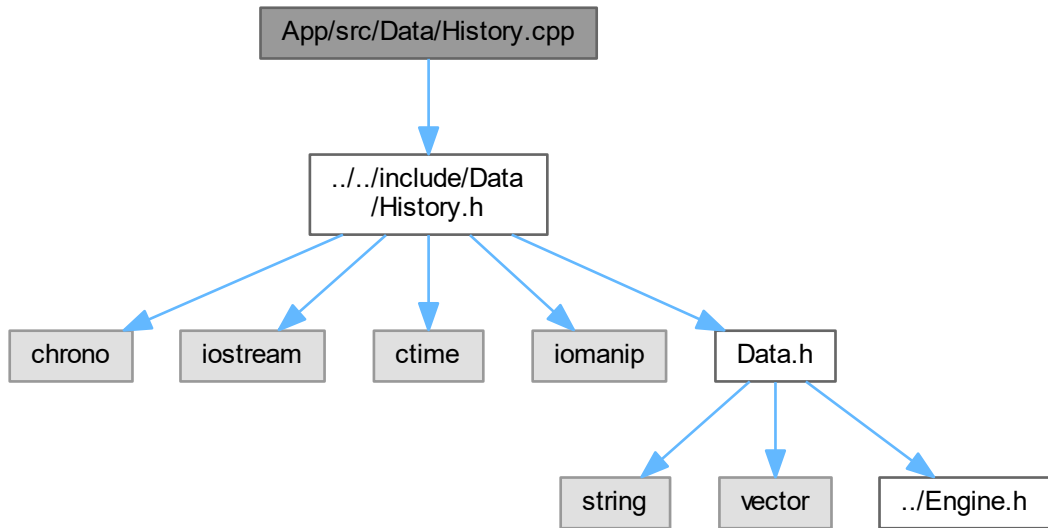 App/src/Data/History.cpp
../../include/Data
/History.h
chrono
iostream
ctime
iomanip
Data.h
string
vector
../Engine.h